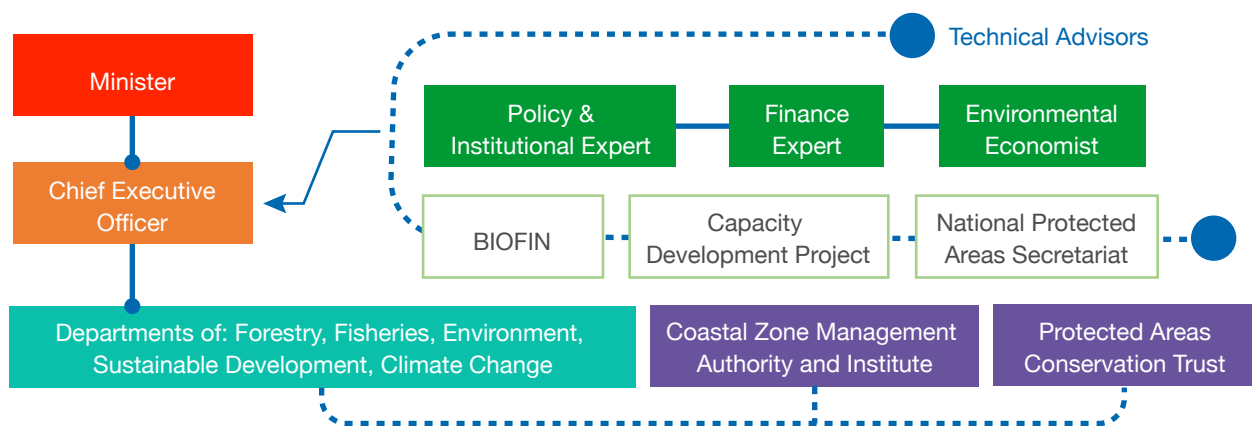 Technical Advisors
Minister
Policy &
Institutional Expert
Finance
Expert
Environmental
Economist
Chief Executive
Officer
BIOFIN
Capacity
Development Project
National Protected
Areas Secretariat
Departments of: Forestry, Fisheries, Environment,
Sustainable Development, Climate Change
Coastal Zone Management
Authority and Institute
Protected Areas
Conservation Trust